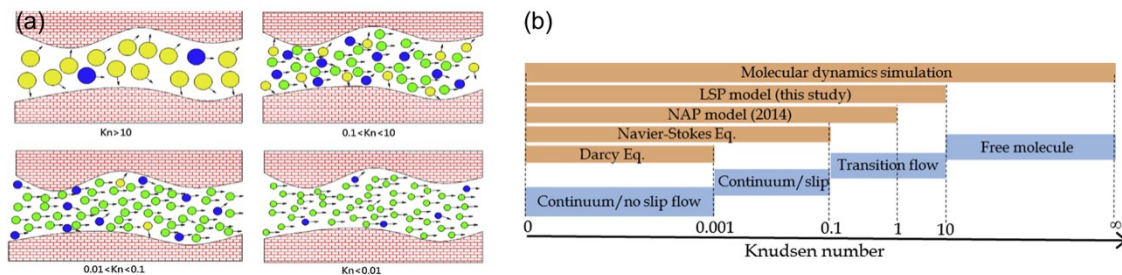 (a)
Kn>10
0.1<Kn<10
0.01<Kn<0.1
Kn<0.01
(b)
Molecular dynamics simulation
LSP model (this study)
NAP model (2014)
Navier-Stokes Eq.
Darcy Eq.
Free molecule
Transition flow
Continuum/slip
Continuum/no slip flow
0 0.001 0.1 1 10 ∞
Knudsen number